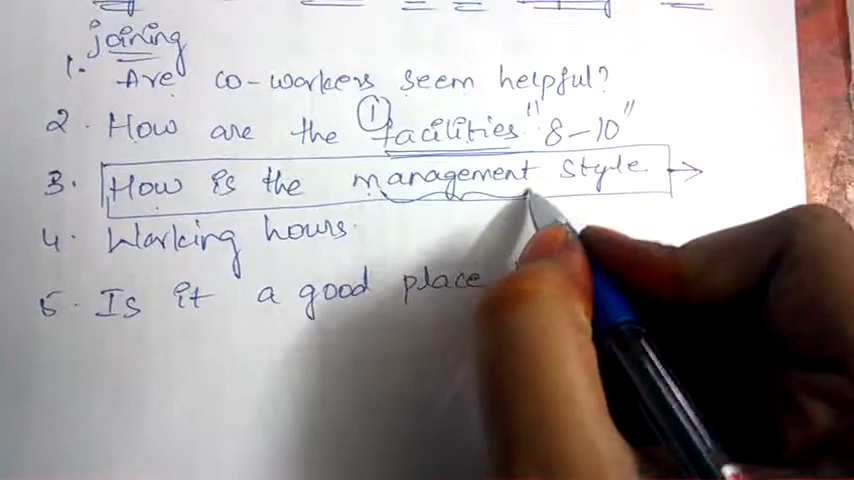 joining
1. Are co-workers seem helpful?
2. How are the ① facilities "8-10"
3. How is the management style →
4. Working hours.
5. Is it a good place